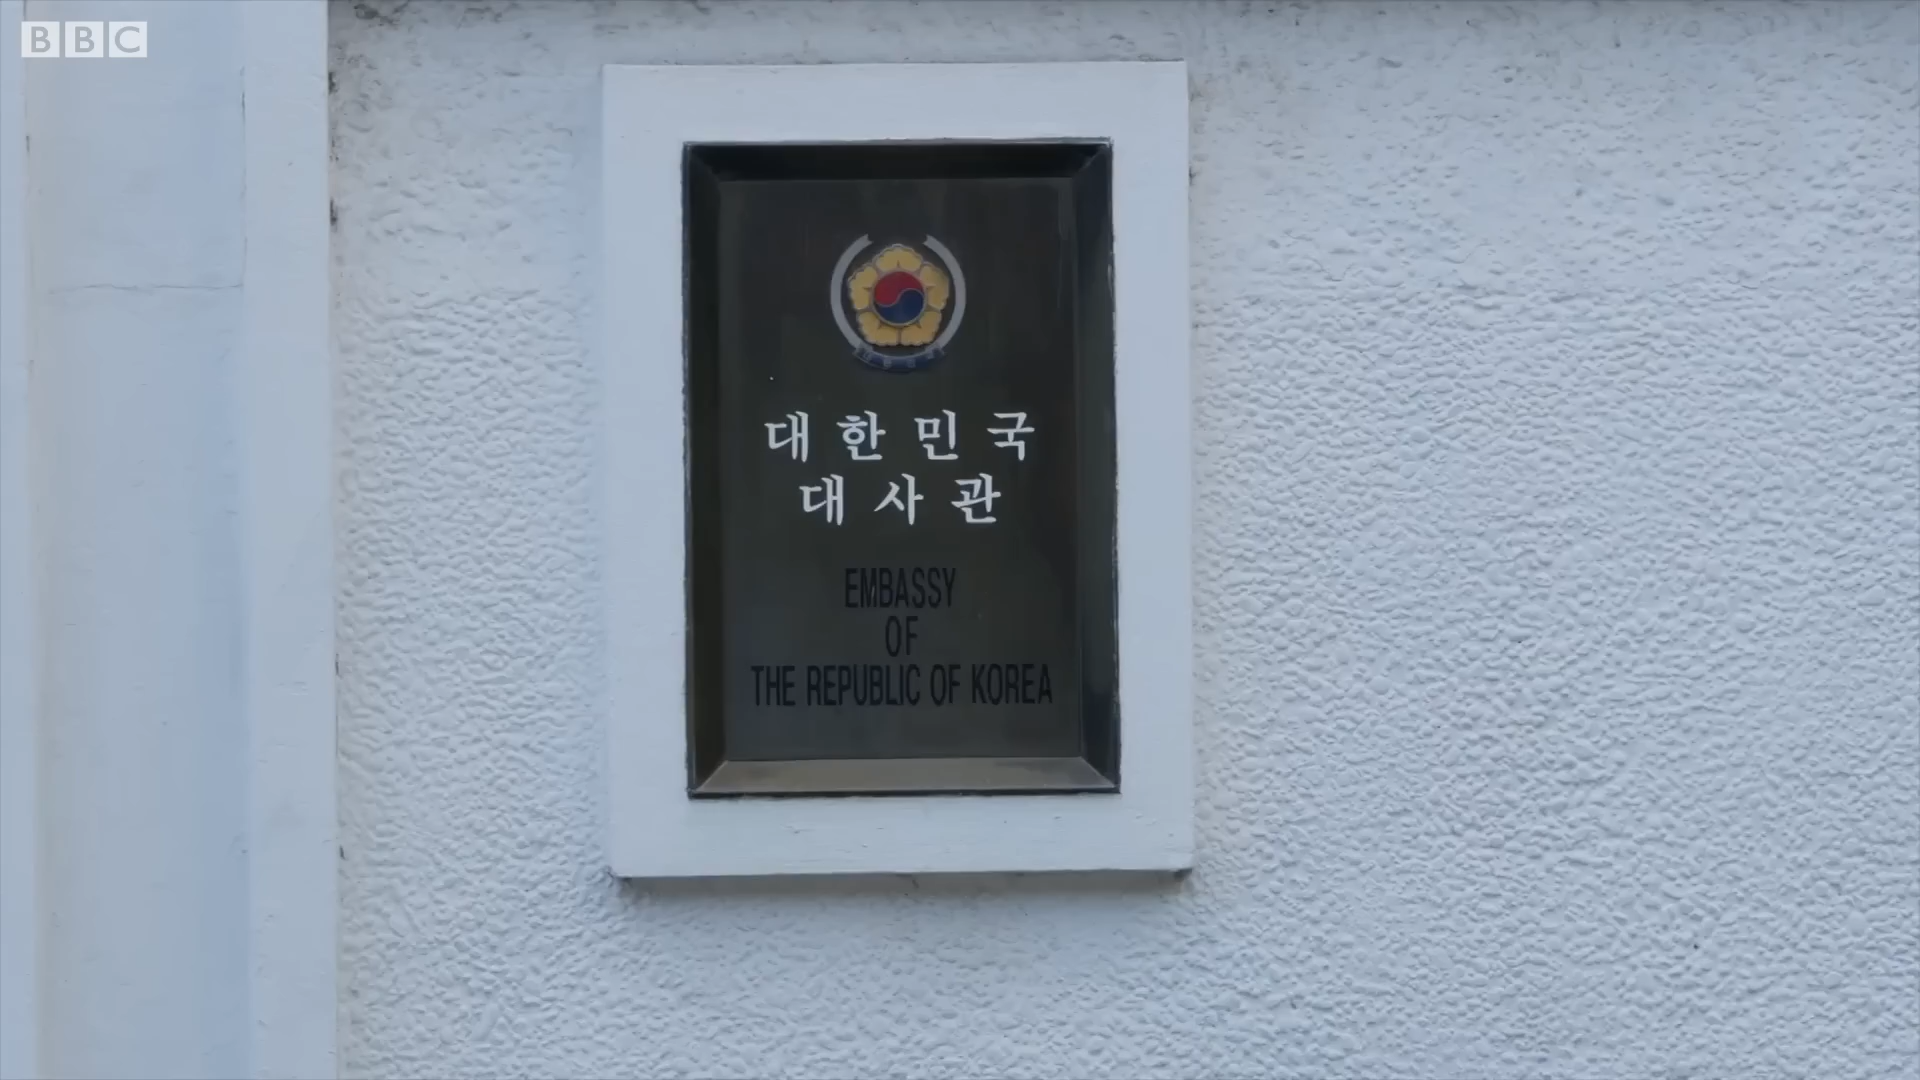 BBC
대한민국
대사관
EMBASSY
OF
THE REPUBLIC OF KOREA